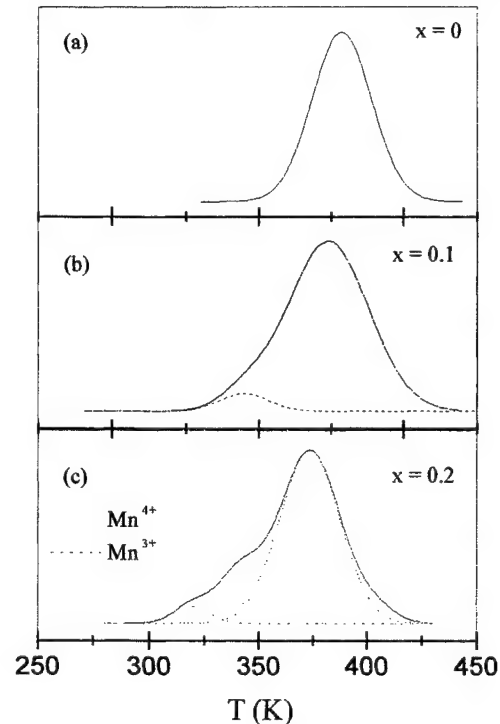 (a)
x = 0
(b)
x = 0.1
(c)
x = 0.2
Mn⁴⁺
Mn³⁺
250 300 350 400 450
T (K)